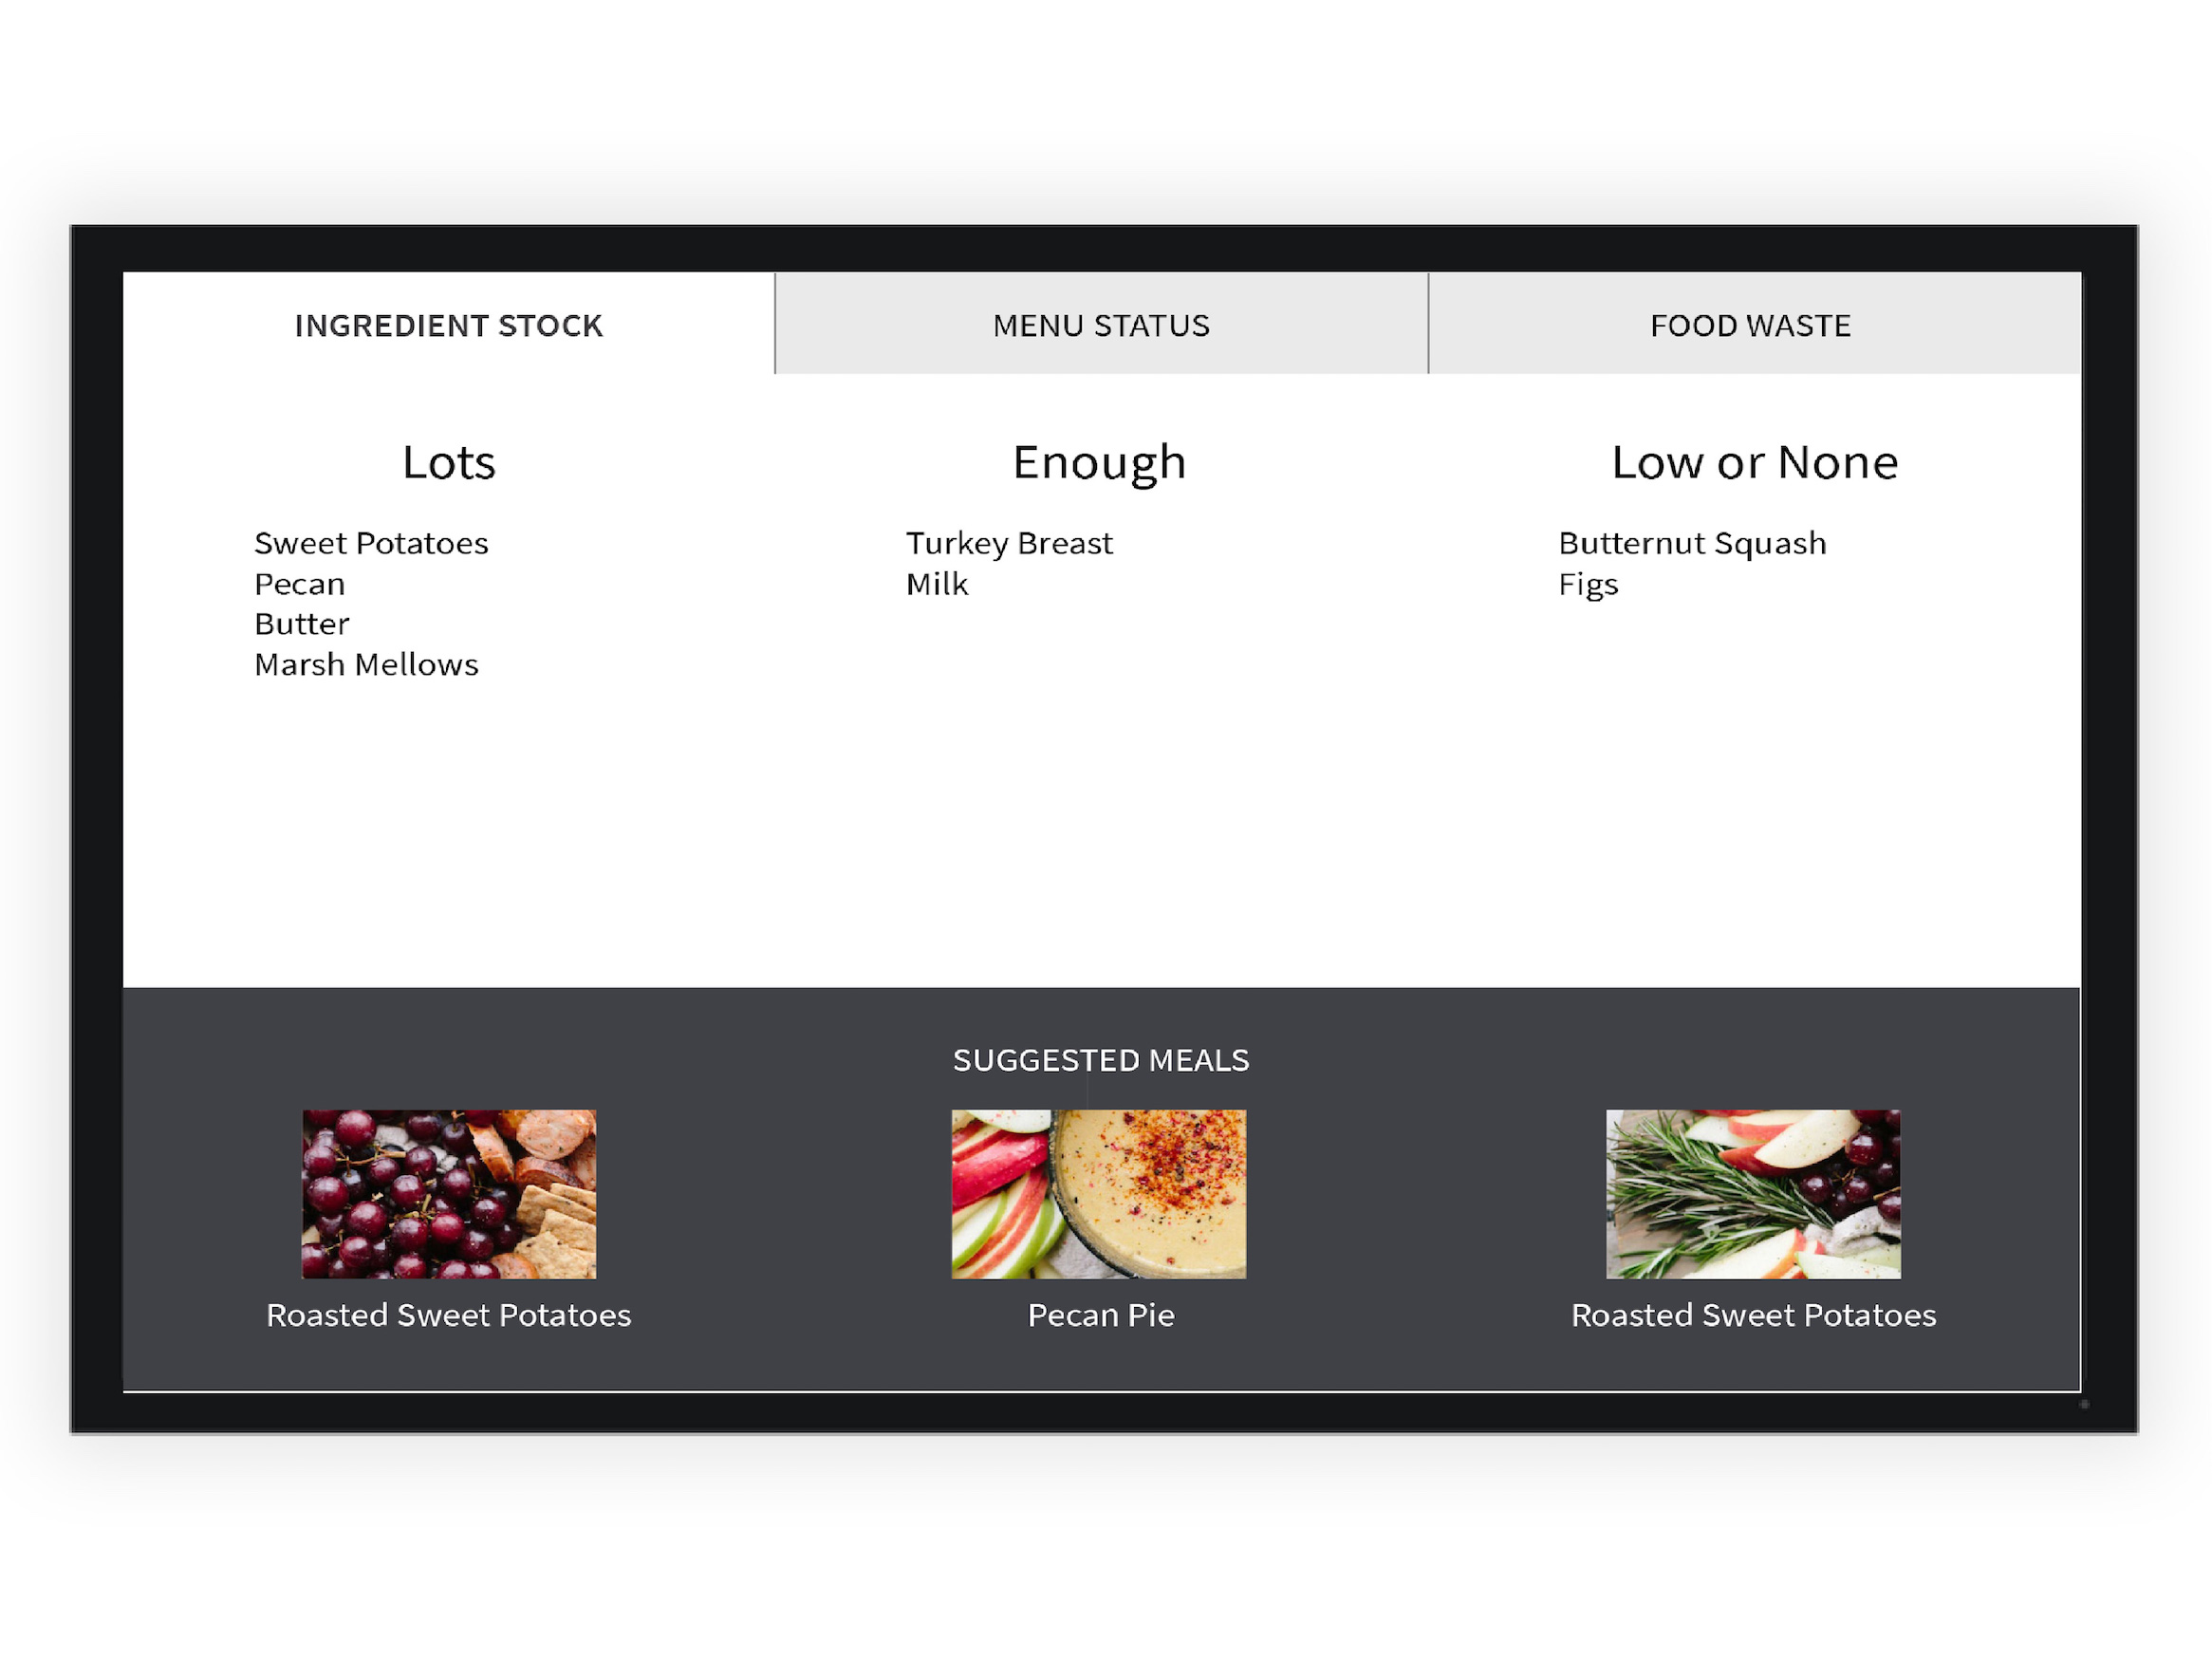 INGREDIENT STOCK
MENU STATUS
FOOD WASTE
Lots
Sweet Potatoes
Pecan
Butter
Marsh Mellows
Enough
Turkey Breast
Milk
Low or None
Butternut Squash
Figs
SUGGESTED MEALS
Roasted Sweet Potatoes
Pecan Pie
Roasted Sweet Potatoes